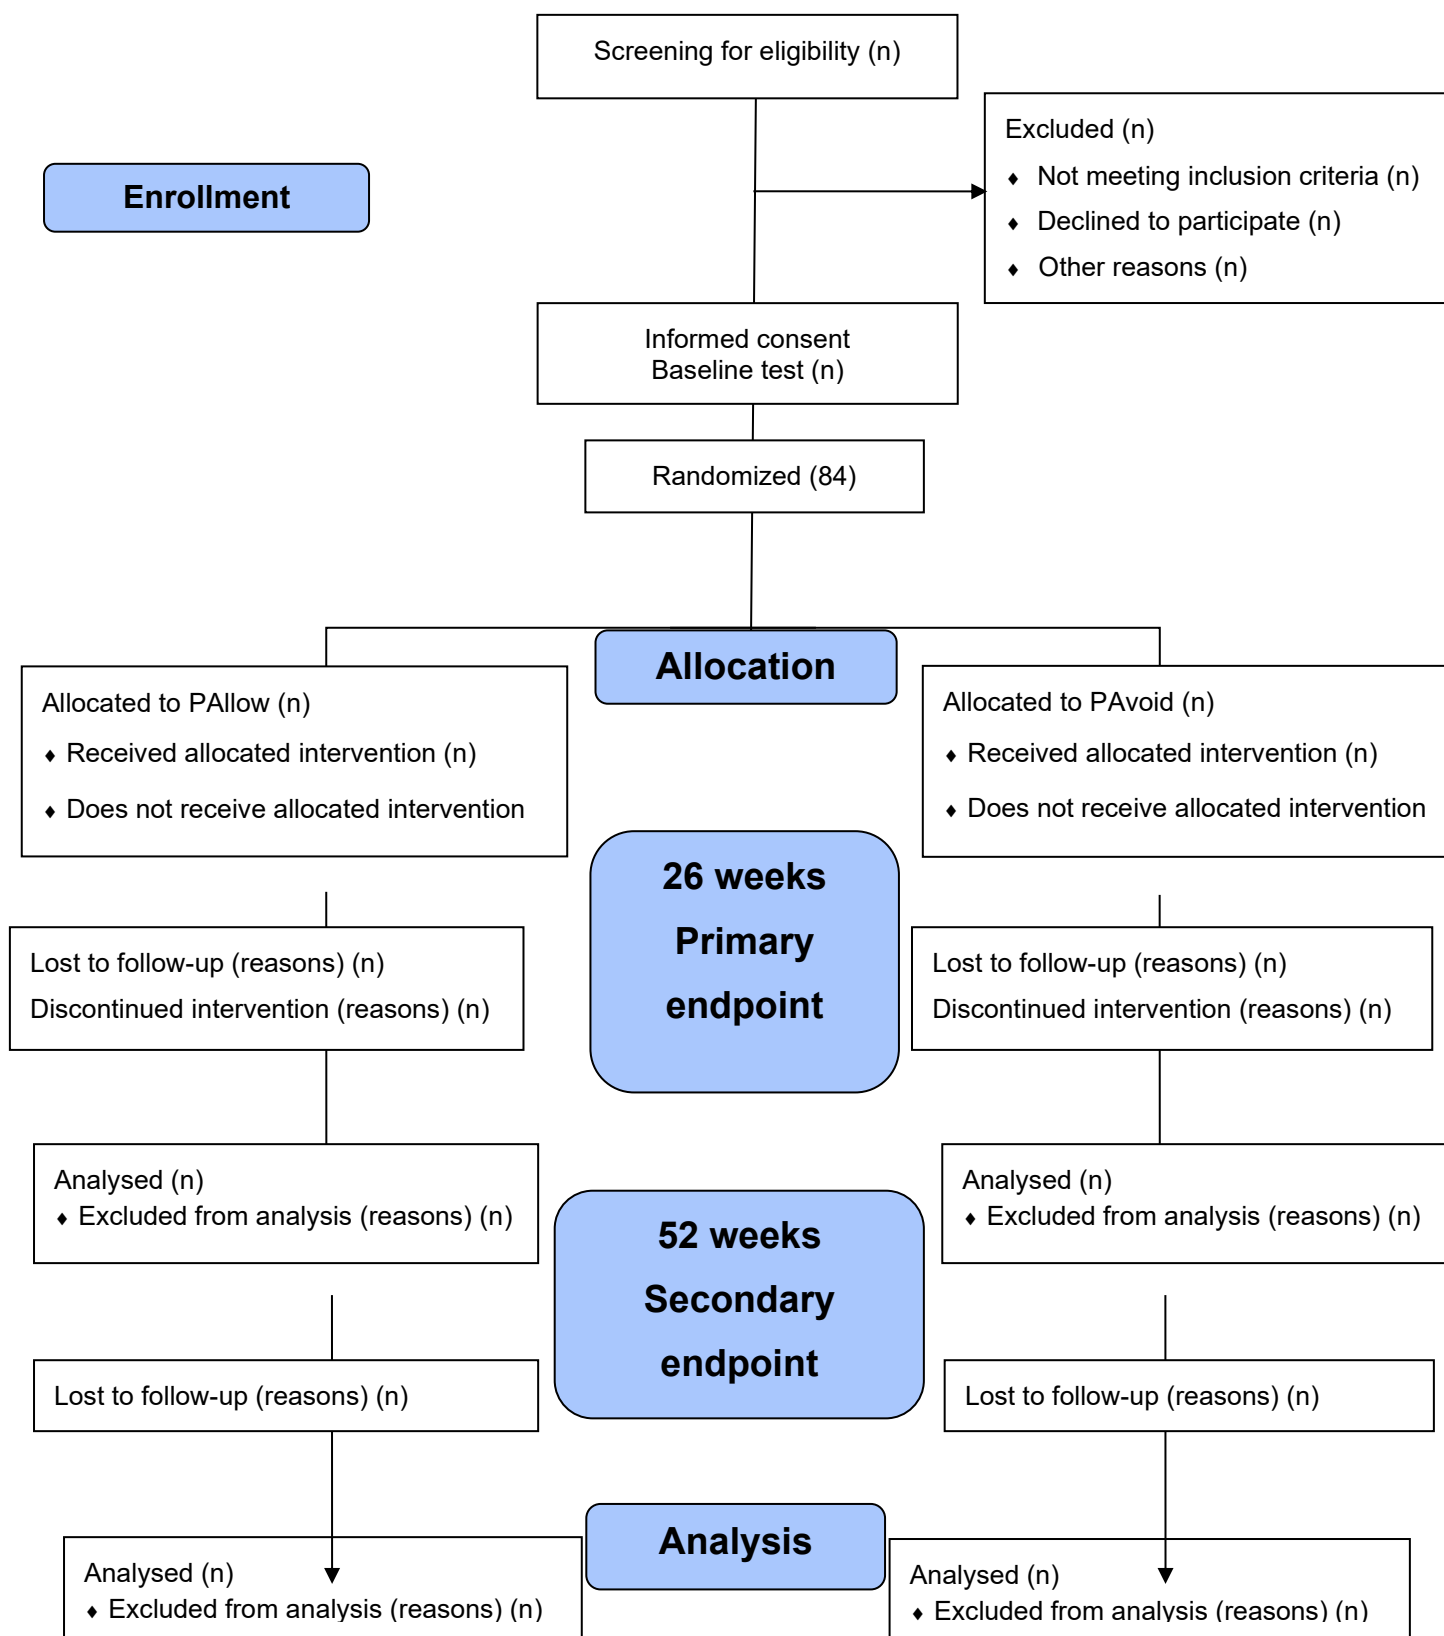 Screening for eligibility (n)
Excluded (n)
♦ Not meeting inclusion criteria (n)
♦ Declined to participate (n)
♦ Other reasons (n)
Enrollment
Informed consent
Baseline test (n)
Randomized (84)
Allocation
Allocated to PAllow (n)
♦ Received allocated intervention (n)
♦ Does not receive allocated intervention
Allocated to PAvoid (n)
♦ Received allocated intervention (n)
♦ Does not receive allocated intervention
26 weeks
Primary
endpoint
Lost to follow-up (reasons) (n)
Discontinued intervention (reasons) (n)
Lost to follow-up (reasons) (n)
Discontinued intervention (reasons) (n)
Analysed (n)
♦ Excluded from analysis (reasons) (n)
Analysed (n)
♦ Excluded from analysis (reasons) (n)
52 weeks
Secondary
endpoint
Lost to follow-up (reasons) (n)
Lost to follow-up (reasons) (n)
Analysis
Analysed (n)
♦ Excluded from analysis (reasons) (n)
Analysed (n)
♦ Excluded from analysis (reasons) (n)